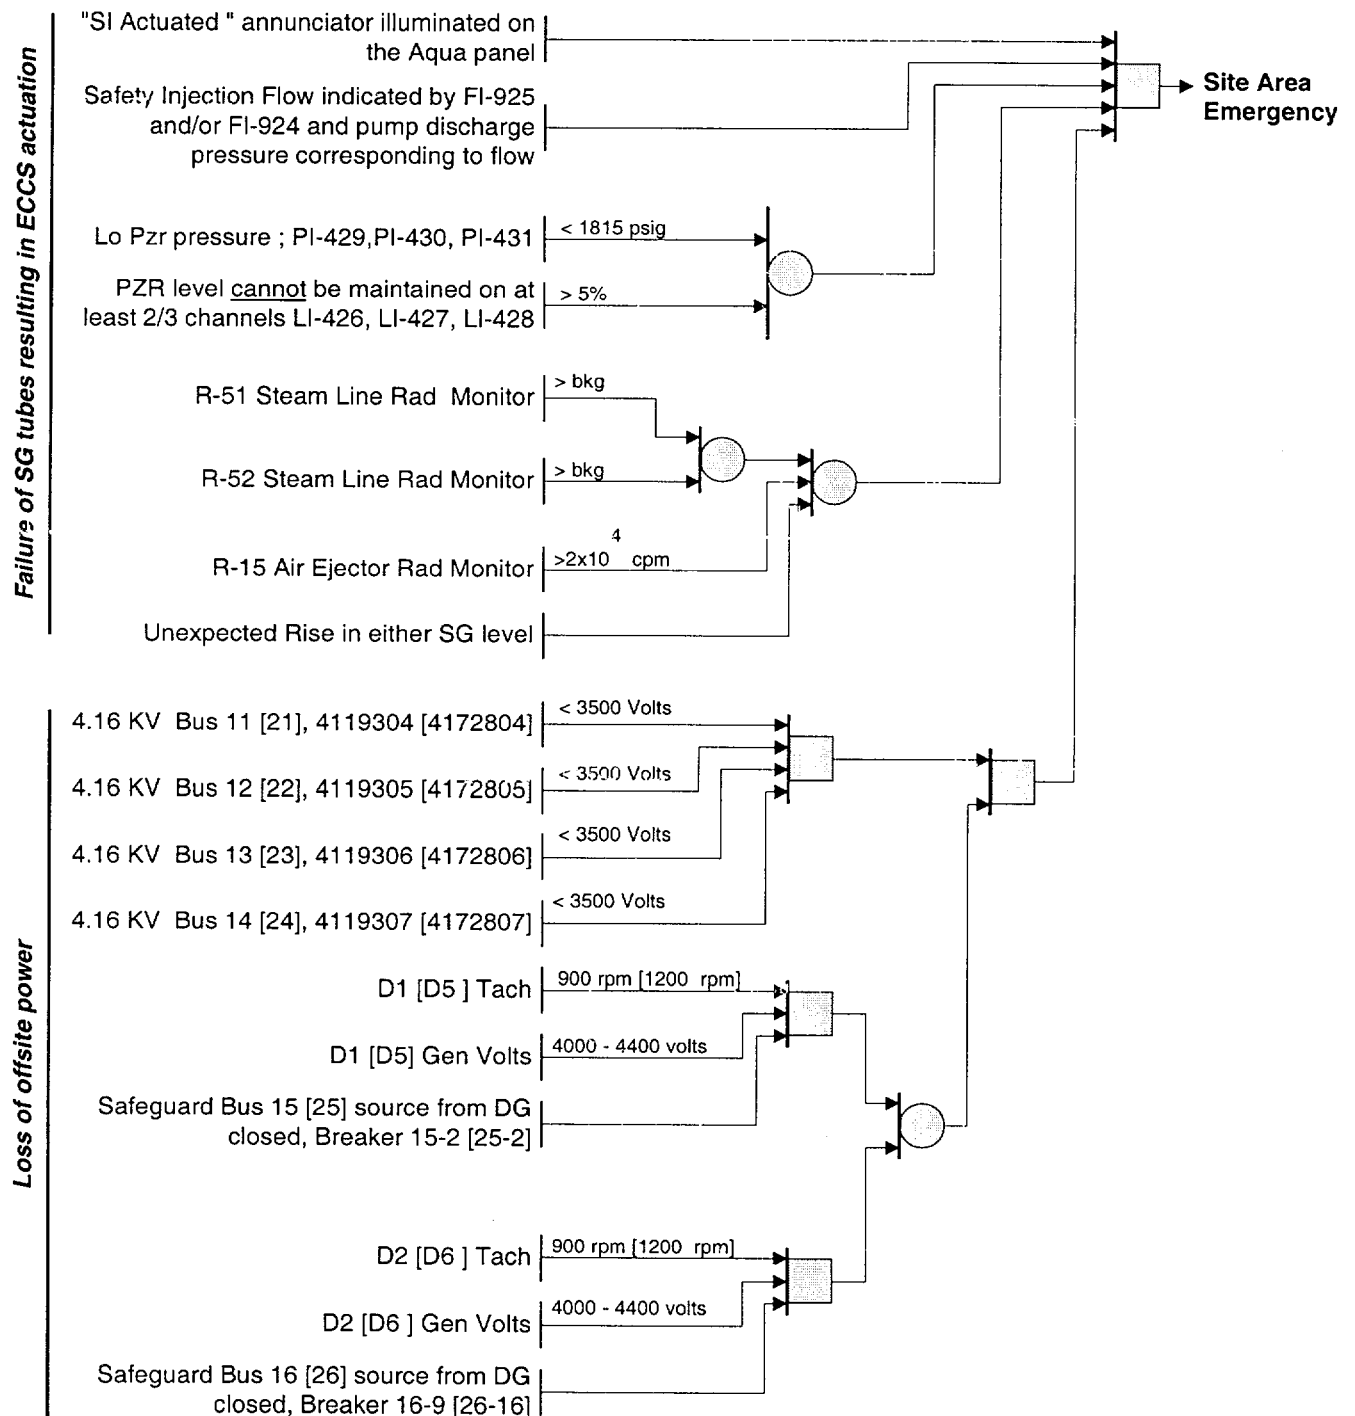 Failure of SG tubes resulting in ECCS actuation
"SI Actuated " annunciator illuminated on
the Aqua panel
Safety Injection Flow indicated by FI-925
and/or FI-924 and pump discharge
pressure corresponding to flow
Site Area
Emergency
Lo Pzr pressure ; PI-429,PI-430, PI-431
< 1815 psig
PZR level cannot be maintained on at
least 2/3 channels LI-426, LI-427, LI-428
> 5%
R-51 Steam Line Rad Monitor
> bkg
R-52 Steam Line Rad Monitor
> bkg
R-15 Air Ejector Rad Monitor
>2x10 4 cpm
Unexpected Rise in either SG level
Loss of offsite power
4.16 KV Bus 11 [21], 4119304 [4172804]
< 3500 Volts
4.16 KV Bus 12 [22], 4119305 [4172805]
< 3500 Volts
4.16 KV Bus 13 [23], 4119306 [4172806]
< 3500 Volts
4.16 KV Bus 14 [24], 4119307 [4172807]
< 3500 Volts
D1 [D5 ] Tach
900 rpm [1200 rpm]
D1 [D5] Gen Volts
4000 - 4400 volts
Safeguard Bus 15 [25] source from DG
closed, Breaker 15-2 [25-2]
D2 [D6 ] Tach
900 rpm [1200 rpm]
D2 [D6 ] Gen Volts
4000 - 4400 volts
Safeguard Bus 16 [26] source from DG
closed, Breaker 16-9 [26-16]